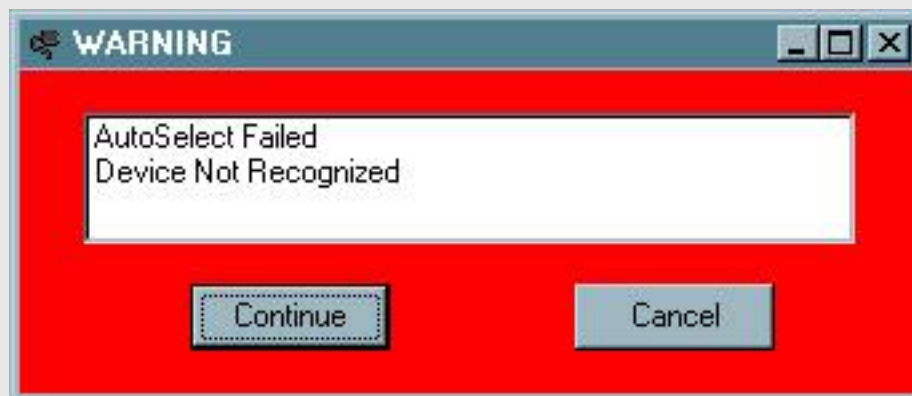 WARNING
AutoSelect Failed
Device Not Recognized
Continue
Cancel